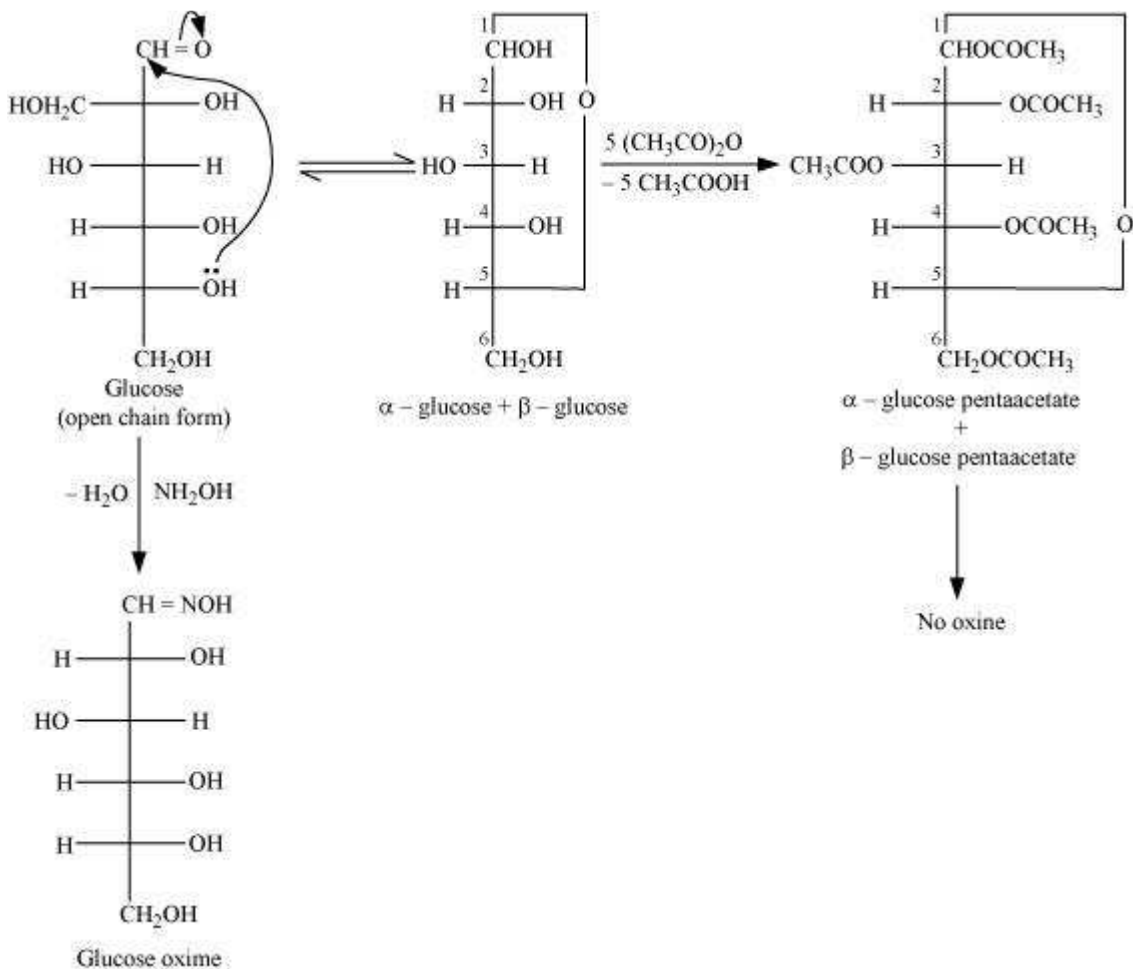 CH = O
HOH₂C OH
HO H
H OH
H OH
CH₂OH
Glucose
(open chain form)
– H₂O NH₂OH
CH = NOH
H OH
HO H
H OH
H OH
CH₂OH
Glucose oxime
1
CHOH
2
H OH O
3
HO H
4
H OH
5
H
6
CH₂OH
α – glucose + β – glucose
5 (CH₃CO)₂O
– 5 CH₃COOH
1
CHOCOCH₃
2
H OCOCH₃
3
CH₃COO H
4
H OCOCH₃ O
5
H
6
CH₂OCOCH₃
α – glucose pentaacetate
+
β – glucose pentaacetate
No oxine